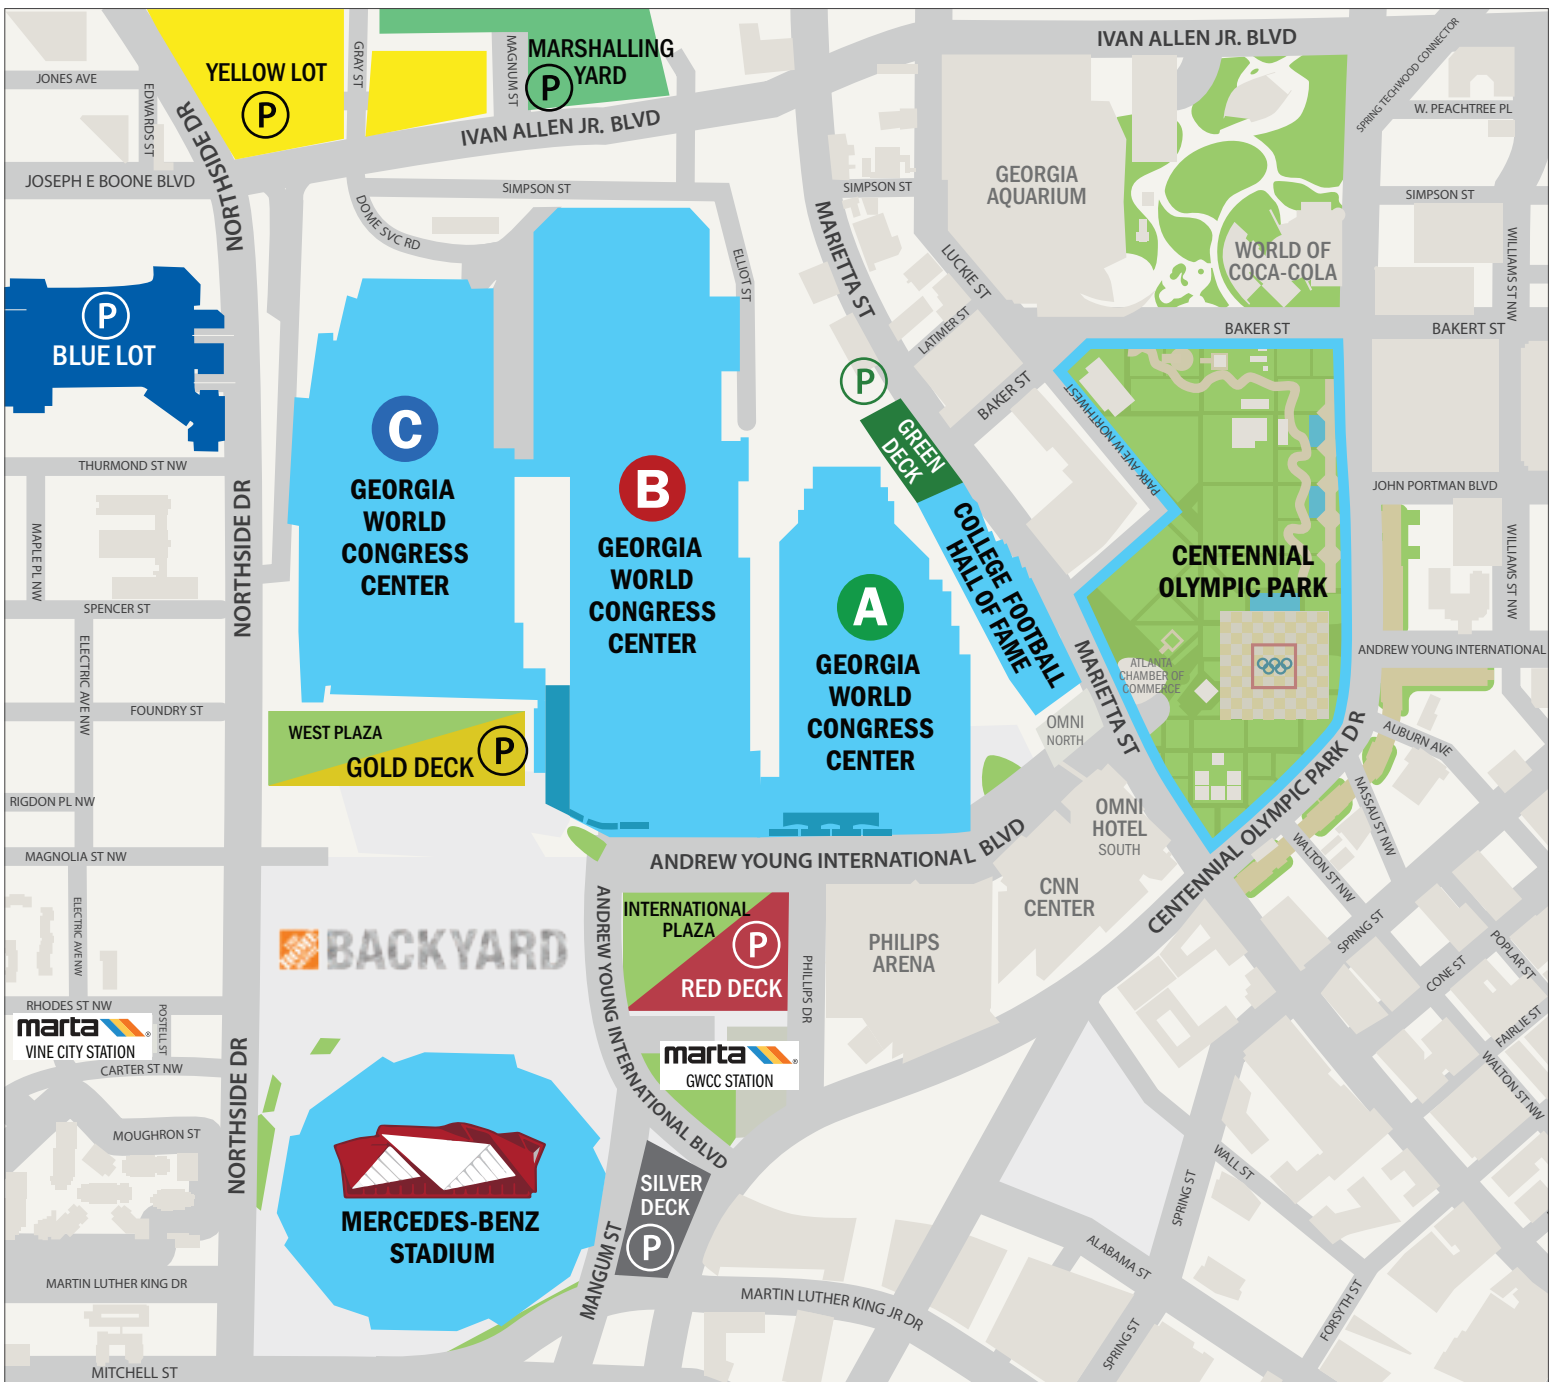 IVAN ALLEN JR. BLVD
SPRING TECHWOOD CONNECTOR
GRAY ST
MAGNUM ST
MARSHALLING
YARD
P
YELLOW LOT
P
JONES AVE
EDWARDS ST
NORTHSIDE DR
IVAN ALLEN JR. BLVD
W. PEACHTREE PL
JOSEPH E BOONE BLVD
SIMPSON ST
SIMPSON ST
GEORGIA
AQUARIUM
SIMPSON ST
DOME SVC RD
NORTHSIDE DR
MARIETTA ST
LUCKIE ST
ELLIOT ST
WORLD OF
COCA-COLA
WILLIAMS ST NW
P
BLUE LOT
LATIMER ST
BAKER ST
BAKERT ST
P
BAKER ST
PARK AVE W NORTHWEST
GREEN
DECK
C
GEORGIA
WORLD
CONGRESS
CENTER
B
GEORGIA
WORLD
CONGRESS
CENTER
A
GEORGIA
WORLD
CONGRESS
CENTER
COLLEGE FOOTBALL
HALL OF FAME
CENTENNIAL
OLYMPIC PARK
THURMOND ST NW
JOHN PORTMAN BLVD
MAPLE PL NW
NORTHSIDE DR
WILLIAMS ST NW
SPENCER ST
ELECTRIC AVE NW
ANDREW YOUNG INTERNATIONAL
ATLANTA
CHAMBER OF
COMMERCE
MARIETTA ST
FOUNDRY ST
WEST PLAZA
GOLD DECK
P
OMNI
NORTH
AUBURN AVE
CENTENNIAL OLYMPIC PARK DR
NASSAU ST NW
RIGDON PL NW
OMNI
HOTEL
SOUTH
WALTON ST NW
MAGNOLIA ST NW
ANDREW YOUNG INTERNATIONAL BLVD
CNN
CENTER
ELECTRIC AVE NW
ANDREW YOUNG INTERNATIONAL BLVD
INTERNATIONAL
PLAZA
P
RED DECK
PHILLIPS DR
PHILIPS
ARENA
SPRING ST
CONE ST
POPLAR ST
THE
HOME
DEPOT
BACKYARD
RHODES ST NW
POSTELL ST
marta
VINE CITY STATION
CARTER ST NW
FAIRLIE ST
WALTON ST NW
marta
GWCC STATION
NORTHSIDE DR
MOUGHRON ST
MERCEDES-BENZ
STADIUM
SILVER
DECK
P
MANGUM ST
WALL ST
SPRING ST
ALABAMA ST
MARTIN LUTHER KING DR
MARTIN LUTHER KING JR DR
FORSYTH ST
SPRING ST
MITCHELL ST